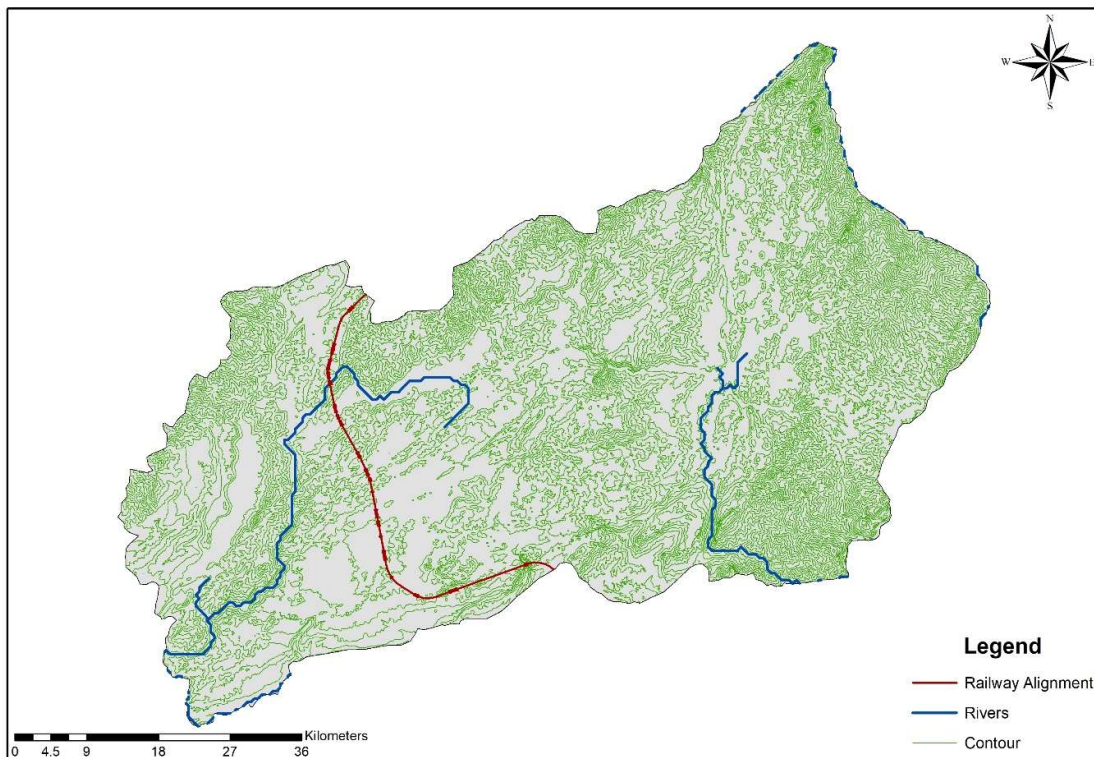 N
W E
S
Legend
Railway Alignment
Rivers
Contour
Kilometers
0 4.5 9 18 27 36